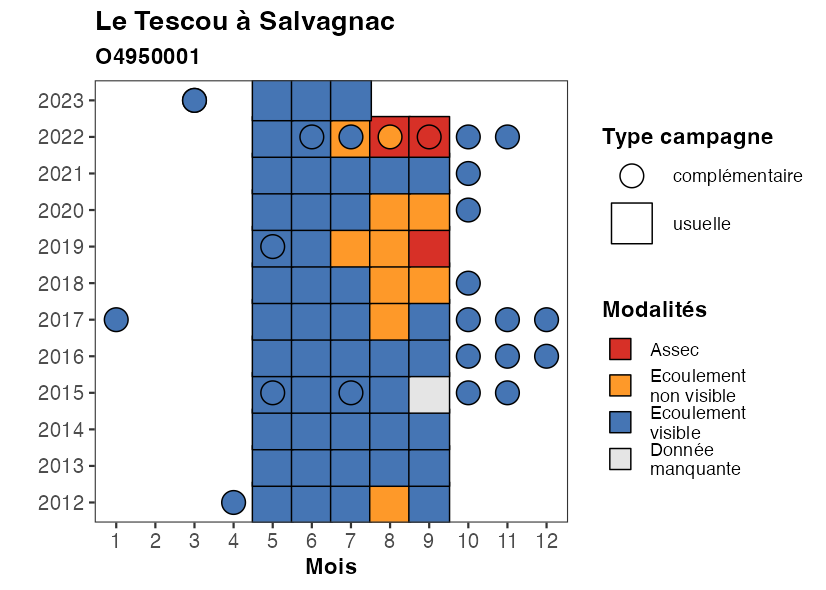 Le Tescou à Salvagnac
O4950001
2023
2022
2021
2020
2019
2018
2017
2016
2015
2014
2013
2012
1 2 3 4 5 6 7 8 9 10 11 12
Mois
Type campagne
complémentaire
usuelle
Modalités
Assec
Ecoulement
non visible
Ecoulement
visible
Donnée
manquante